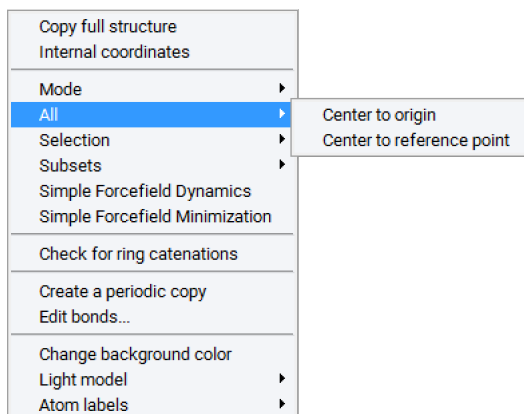 Copy full structure
Internal coordinates
Mode
All
Center to origin
Selection
Center to reference point
Subsets
Simple Forcefield Dynamics
Simple Forcefield Minimization
Check for ring catenations
Create a periodic copy
Edit bonds...
Change background color
Light model
Atom labels